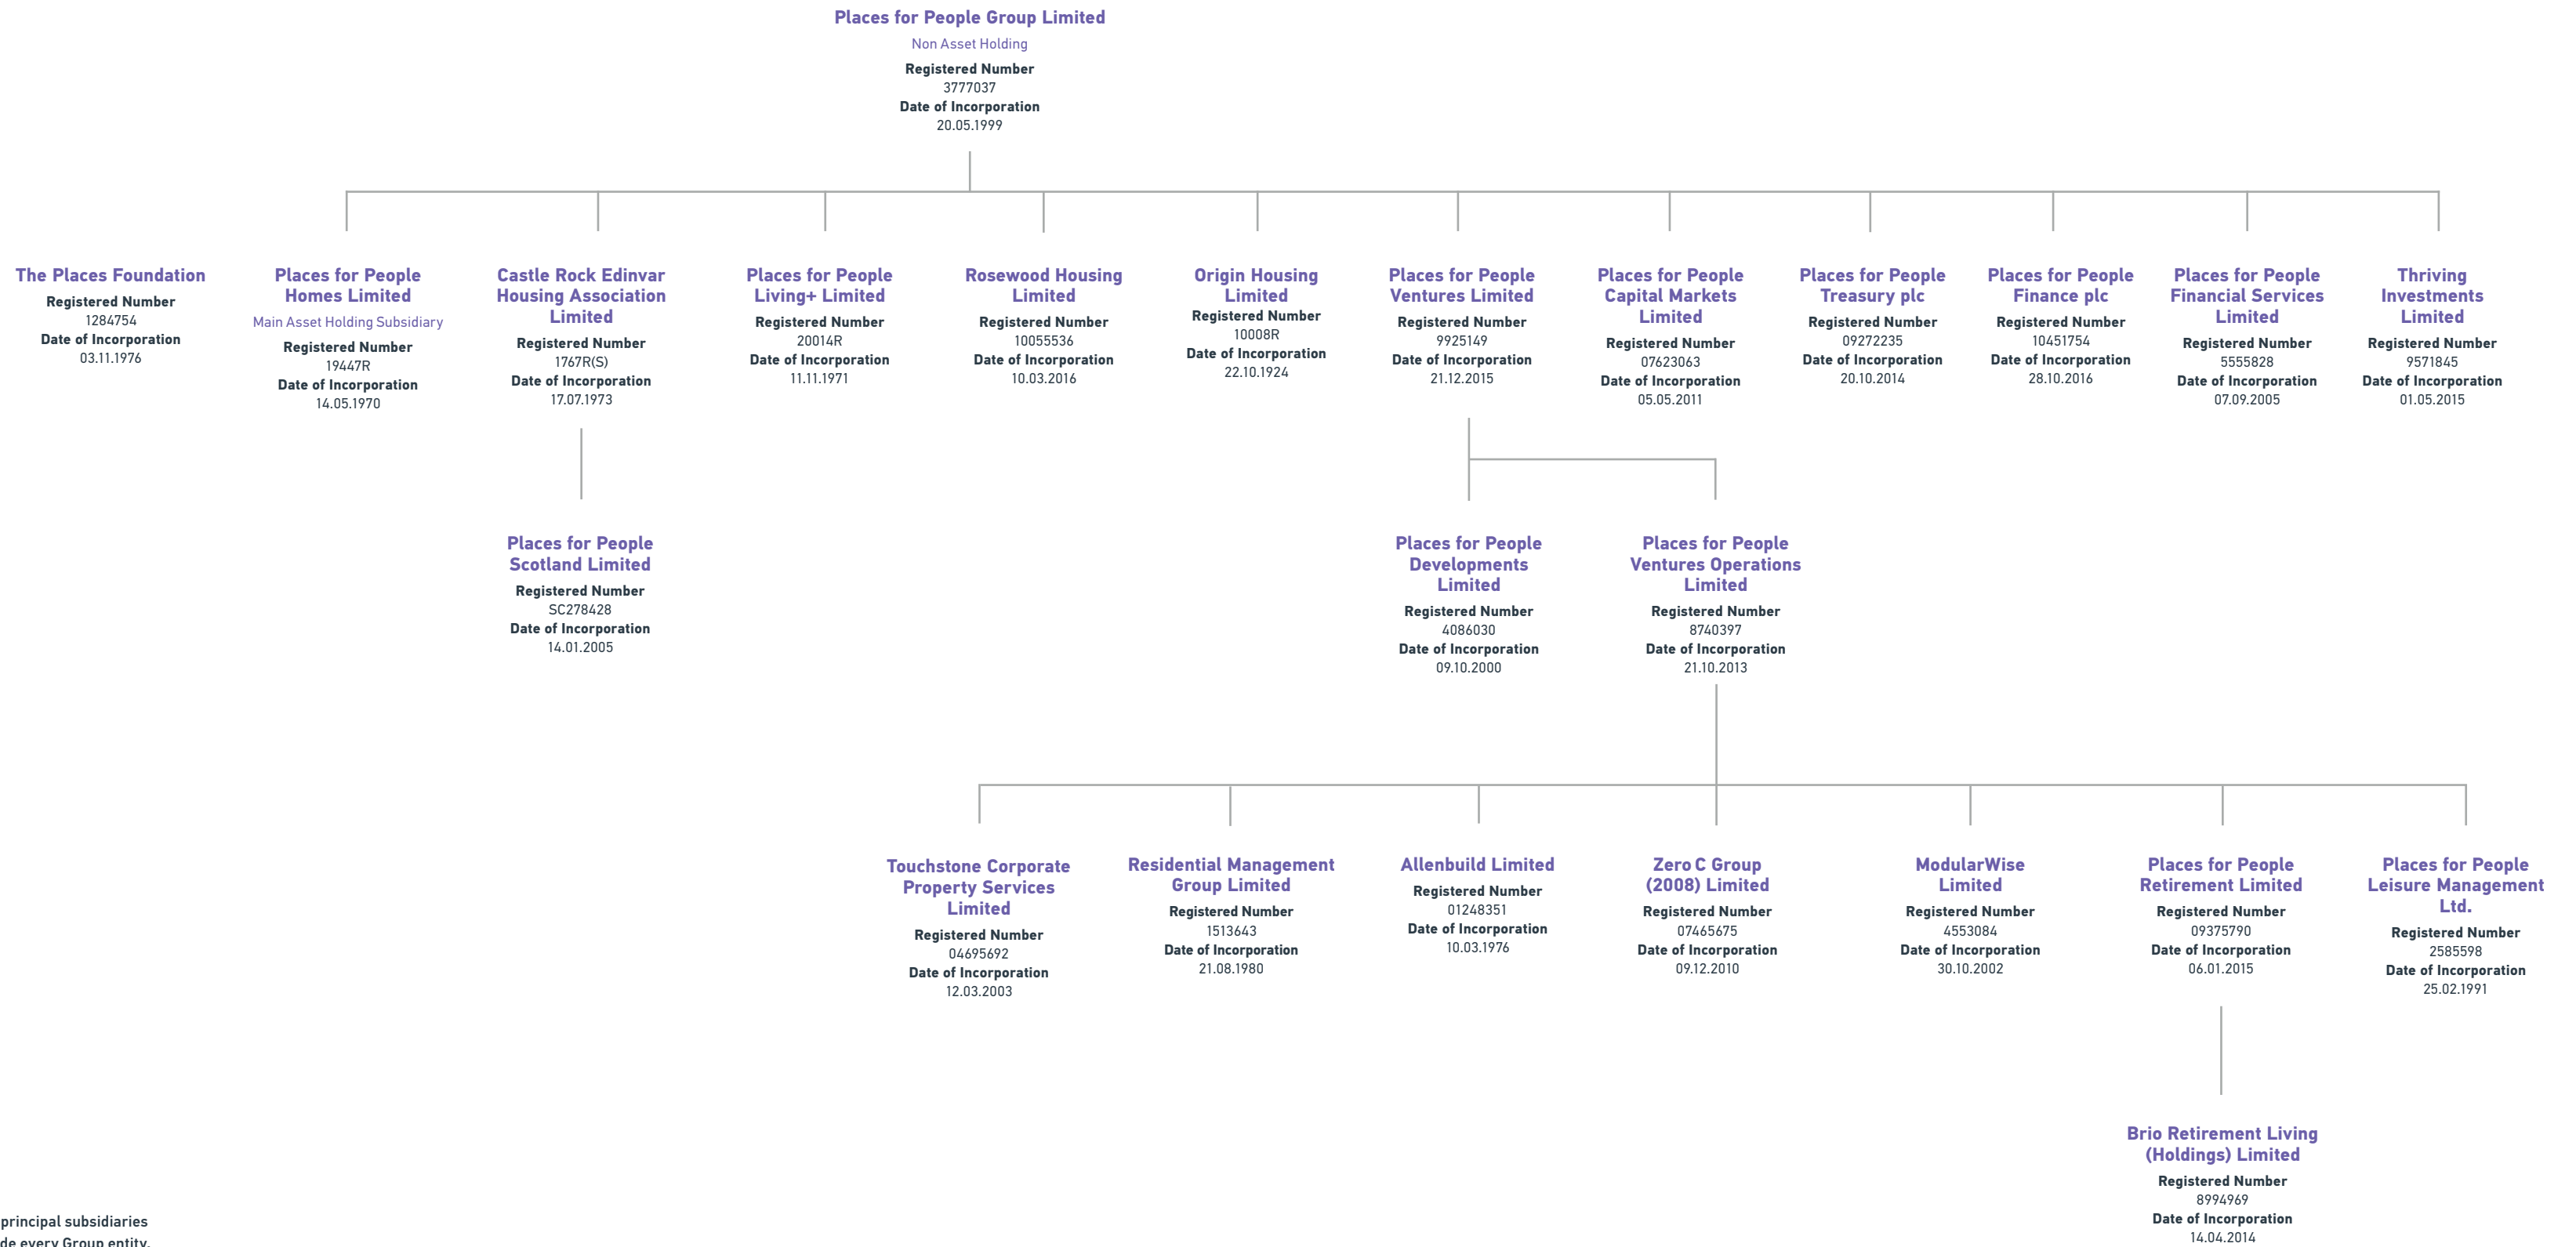 Places for People Group Limited
Non Asset Holding
Registered Number
3777037
Date of Incorporation
20.05.1999
The Places Foundation
Registered Number
1284754
Date of Incorporation
03.11.1976
Places for People
Homes Limited
Main Asset Holding Subsidiary
Registered Number
19447R
Date of Incorporation
14.05.1970
Castle Rock Edinvar
Housing Association
Limited
Registered Number
1767R(S)
Date of Incorporation
17.07.1973
Places for People
Living+ Limited
Registered Number
20014R
Date of Incorporation
11.11.1971
Rosewood Housing
Limited
Registered Number
10055536
Date of Incorporation
10.03.2016
Origin Housing
Limited
Registered Number
10008R
Date of Incorporation
22.10.1924
Places for People
Ventures Limited
Registered Number
9925149
Date of Incorporation
21.12.2015
Places for People
Capital Markets
Limited
Registered Number
07623063
Date of Incorporation
05.05.2011
Places for People
Treasury plc
Registered Number
09272235
Date of Incorporation
20.10.2014
Places for People
Finance plc
Registered Number
10451754
Date of Incorporation
28.10.2016
Places for People
Financial Services
Limited
Registered Number
5555828
Date of Incorporation
07.09.2005
Thriving
Investments
Limited
Registered Number
9571845
Date of Incorporation
01.05.2015
Places for People
Scotland Limited
Registered Number
SC278428
Date of Incorporation
14.01.2005
Places for People
Developments
Limited
Registered Number
4086030
Date of Incorporation
09.10.2000
Places for People
Ventures Operations
Limited
Registered Number
8740397
Date of Incorporation
21.10.2013
Touchstone Corporate
Property Services
Limited
Registered Number
04695692
Date of Incorporation
12.03.2003
Residential Management
Group Limited
Registered Number
1513643
Date of Incorporation
21.08.1980
Allenbuild Limited
Registered Number
01248351
Date of Incorporation
10.03.1976
Zero C Group
(2008) Limited
Registered Number
07465675
Date of Incorporation
09.12.2010
ModularWise
Limited
Registered Number
4553084
Date of Incorporation
30.10.2002
Places for People
Retirement Limited
Registered Number
09375790
Date of Incorporation
06.01.2015
Places for People
Leisure Management
Ltd.
Registered Number
2585598
Date of Incorporation
25.02.1991
Brio Retirement Living
(Holdings) Limited
Registered Number
8994969
Date of Incorporation
14.04.2014
principal subsidiaries
de every Group entity.